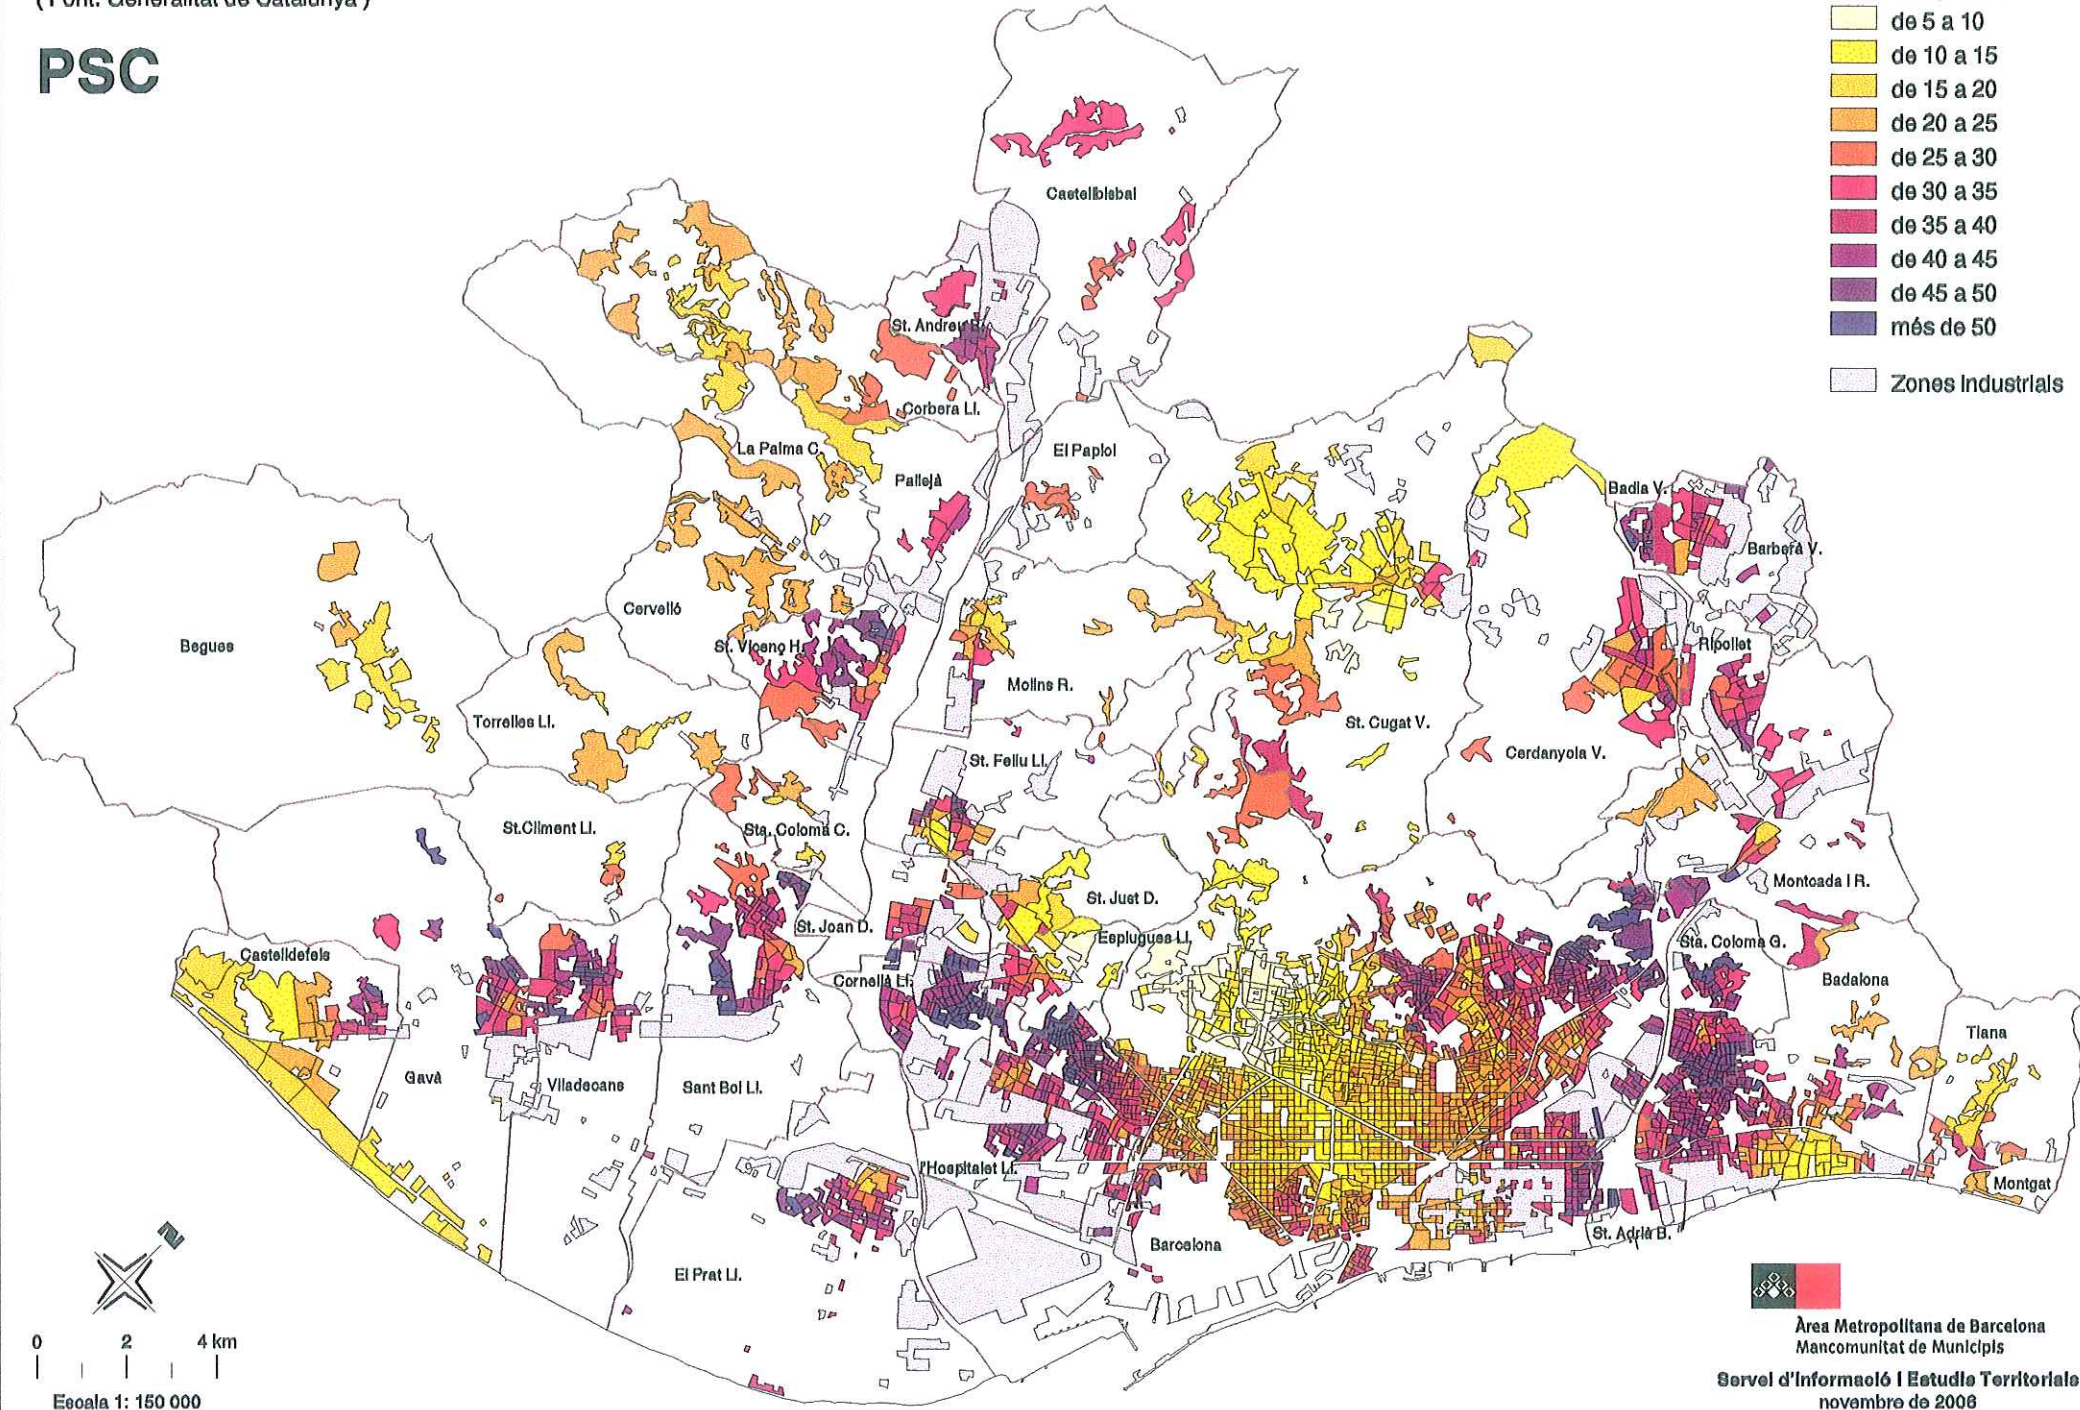 ( Font: Generalitat de Catalunya )
PSC
de 5 a 10
de 10 a 15
de 15 a 20
de 20 a 25
de 25 a 30
de 30 a 35
de 35 a 40
de 40 a 45
de 45 a 50
més de 50
Zones Industrials
Castellbisbal
St. Andreu B.
Corbera Ll.
La Palma C.
El Papiol
Pallejà
Badia V.
Barberà V.
Cervelló
Begues
St. Vicenç H.
Ripollet
Molins R.
Torrelles Ll.
St. Cugat V.
Cerdanyola V.
St. Feliu Ll.
St.Climent Ll.
Sta. Coloma C.
Montcada I R.
St. Just D.
St. Joan D.
Esplugues Ll.
Sta. Coloma G.
Castelldefels
Cornellà Ll.
Badalona
Tiana
Gavà
Viladecans
Sant Boi Ll.
l'Hospitalet Ll.
Montgat
St. Adrià B.
Barcelona
El Prat Ll.
N
0 2 4 km
Escala 1: 150 000
Àrea Metropolitana de Barcelona
Mancomunitat de Municipis
Servei d'Informació i Estudis Territorials
novembre de 2006